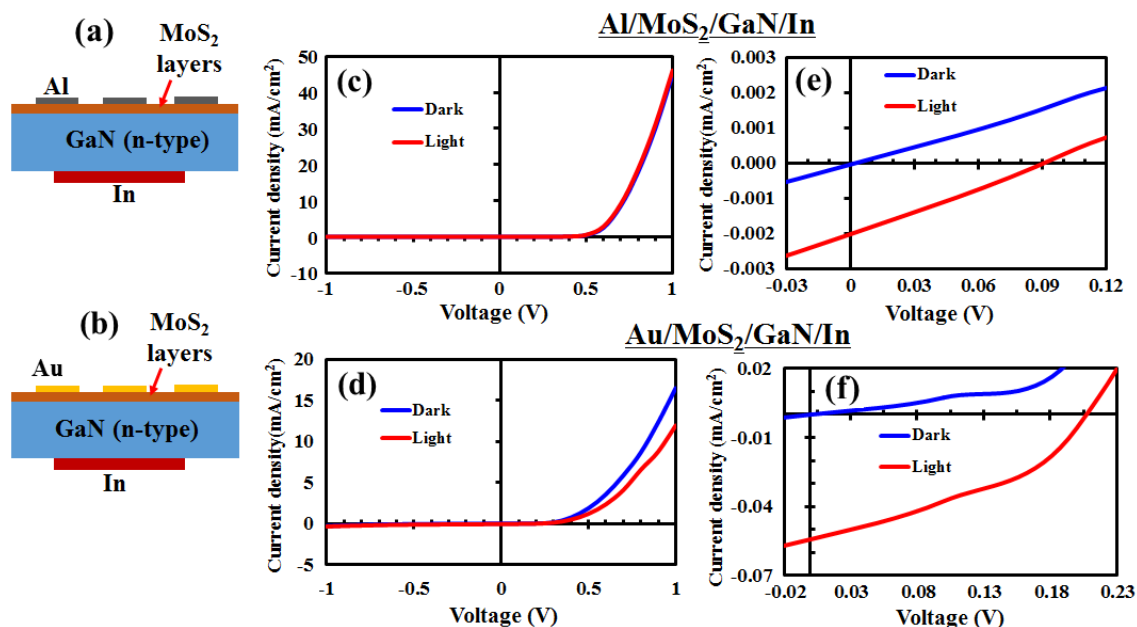 Al/MoS2/GaN/In
(a)
MoS2
layers
Al
GaN (n-type)
In
(c)
Current density(mA/cm2)
50
40
30
20
10
0
-10
-1
-0.5
0
0.5
1
Voltage (V)
Dark
Light
(e)
Current density(mA/cm2)
0.003
0.002
0.001
0.000
-0.001
-0.002
-0.003
-0.03
0
0.03
0.06
0.09
0.12
Voltage (V)
Dark
Light
Au/MoS2/GaN/In
(b)
MoS2
layers
Au
GaN (n-type)
In
(d)
Current density(mA/cm2)
20
15
10
5
0
-5
-1
-0.5
0
0.5
1
Voltage (V)
Dark
Light
(f)
Current density (mA/cm2)
0.02
-0.01
-0.04
-0.07
-0.02
0.03
0.08
0.13
0.18
0.23
Voltage (V)
Dark
Light